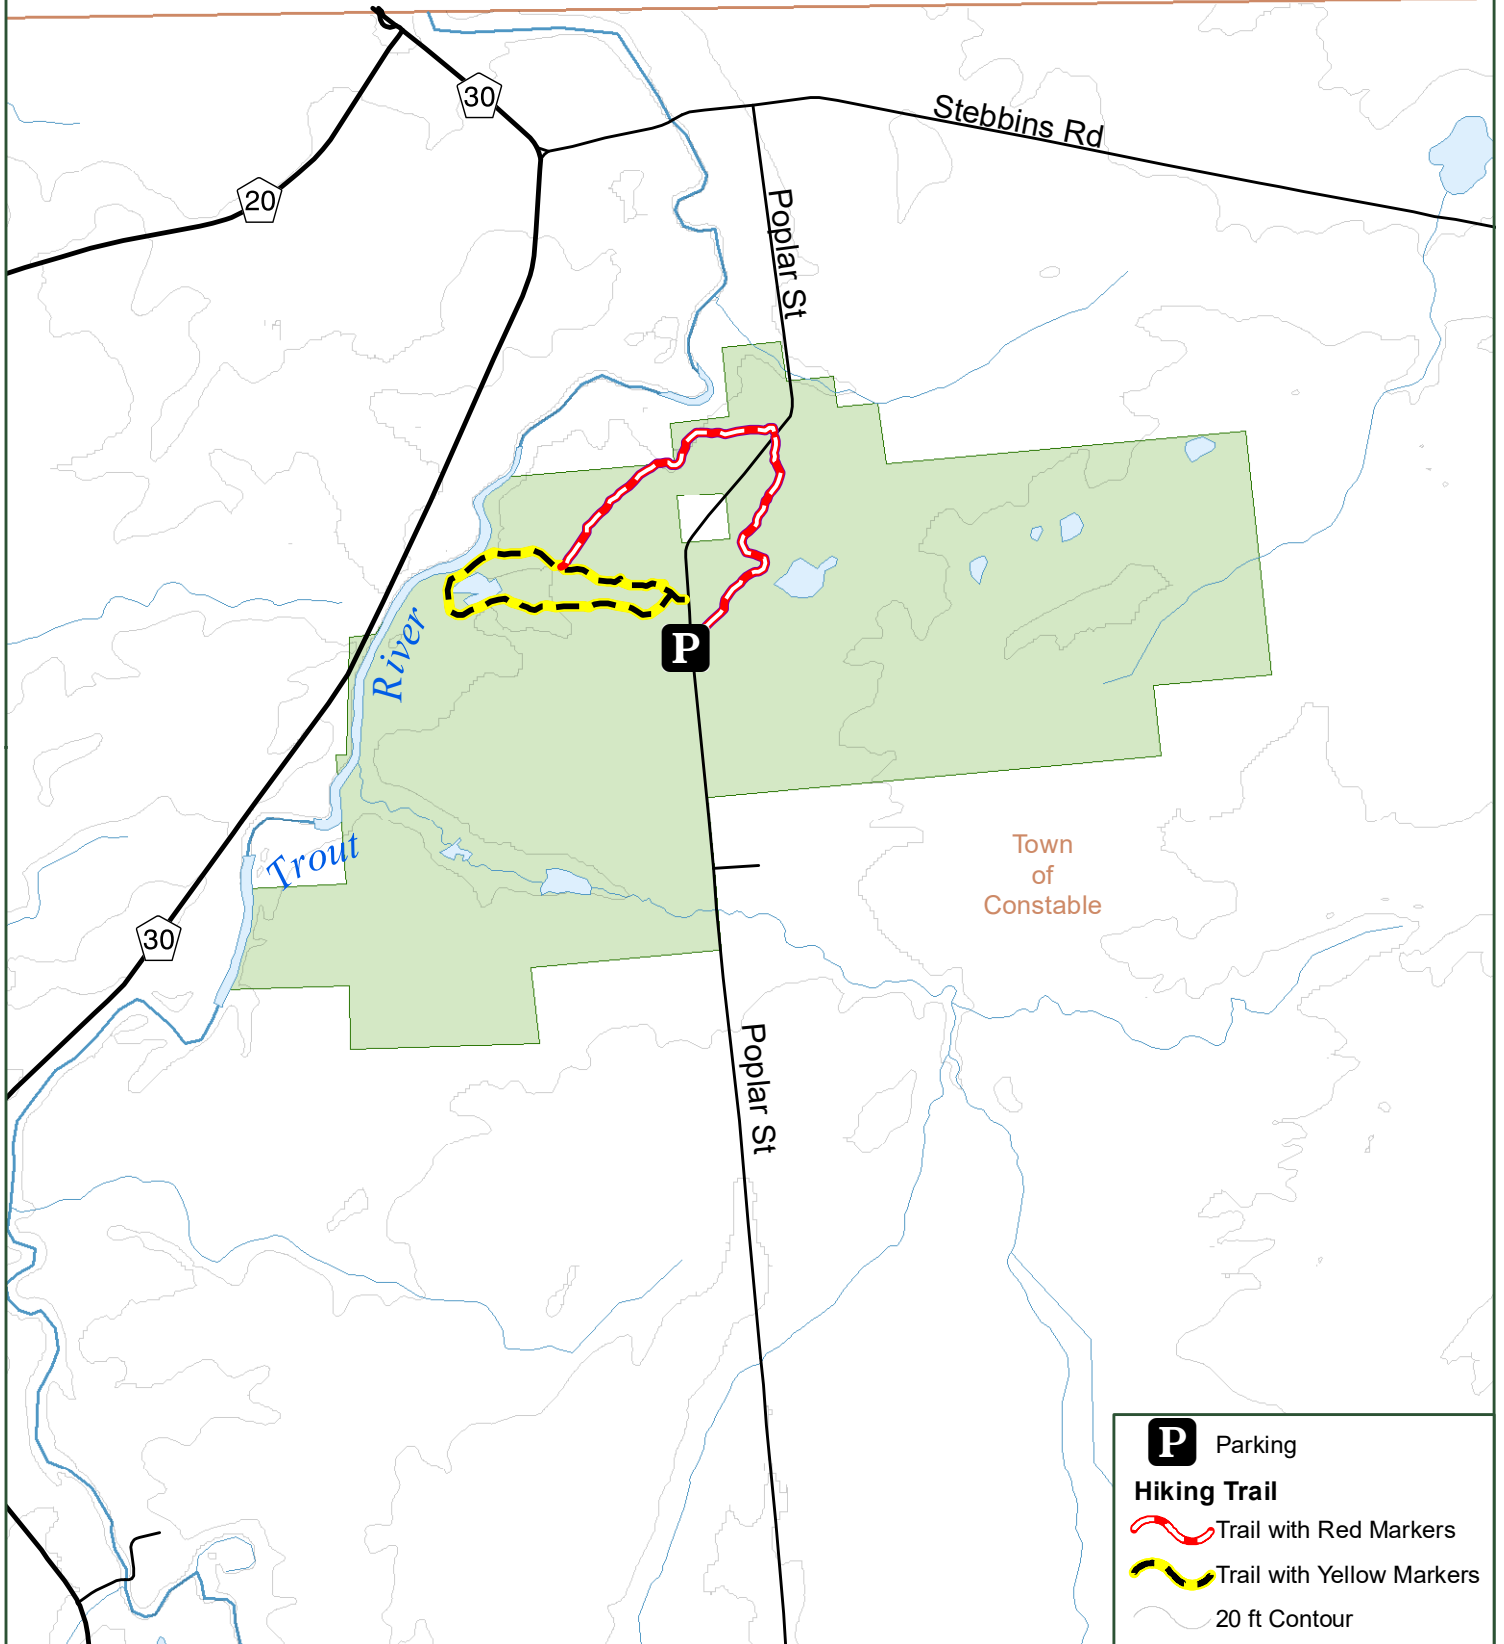 30
Stebbins Rd
20
Poplar St
River
P
Trout
Town
of
Constable
30
Poplar St
P Parking
Hiking Trail
Trail with Red Markers
Trail with Yellow Markers
20 ft Contour